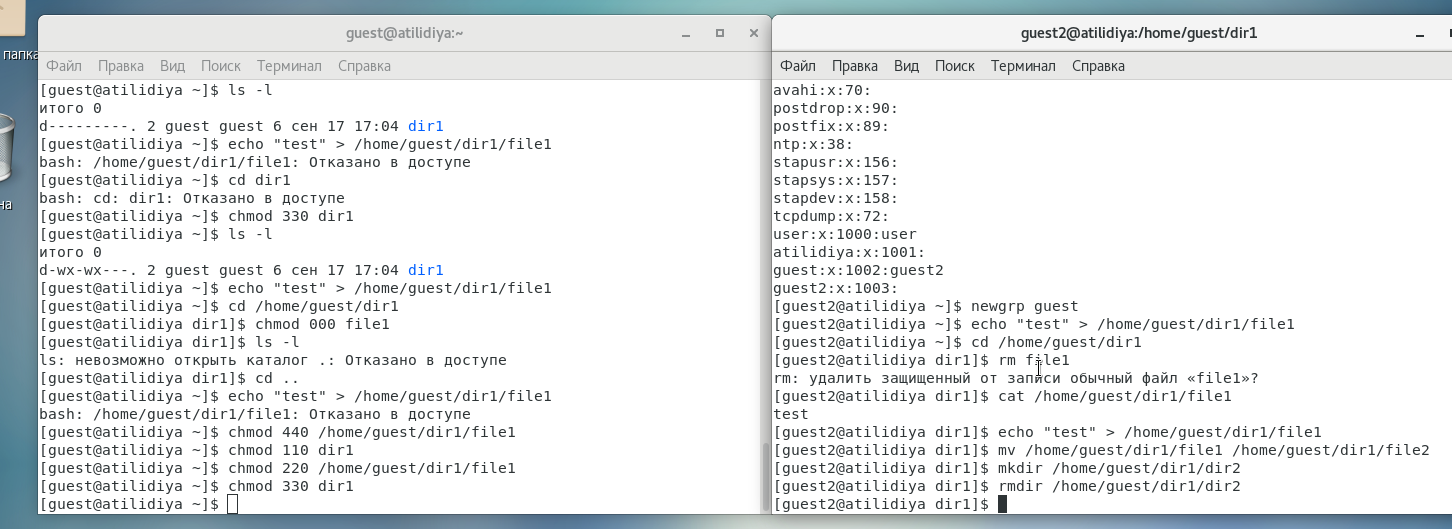 папка
на
guest@atilidiya:~
Файл Правка Вид Поиск Терминал Справка
[guest@atilidiya ~]$ ls -l
итого 0
d---------. 2 guest guest 6 сен 17 17:04 dir1
[guest@atilidiya ~]$ echo "test" > /home/guest/dir1/file1
bash: /home/guest/dir1/file1: Отказано в доступе
[guest@atilidiya ~]$ cd dir1
bash: cd: dir1: Отказано в доступе
[guest@atilidiya ~]$ chmod 330 dir1
[guest@atilidiya ~]$ ls -l
итого 0
d-wx-wx---. 2 guest guest 6 сен 17 17:04 dir1
[guest@atilidiya ~]$ echo "test" > /home/guest/dir1/file1
[guest@atilidiya ~]$ cd /home/guest/dir1
[guest@atilidiya dir1]$ chmod 000 file1
[guest@atilidiya dir1]$ ls -l
ls: невозможно открыть каталог .: Отказано в доступе
[guest@atilidiya dir1]$ cd ..
[guest@atilidiya ~]$ echo "test" > /home/guest/dir1/file1
bash: /home/guest/dir1/file1: Отказано в доступе
[guest@atilidiya ~]$ chmod 440 /home/guest/dir1/file1
[guest@atilidiya ~]$ chmod 110 dir1
[guest@atilidiya ~]$ chmod 220 /home/guest/dir1/file1
[guest@atilidiya ~]$ chmod 330 dir1
[guest@atilidiya ~]$
guest2@atilidiya:/home/guest/dir1
Файл Правка Вид Поиск Терминал Справка
avahi:x:70:
postdrop:x:90:
postfix:x:89:
ntp:x:38:
stapusr:x:156:
stapsys:x:157:
stapdev:x:158:
tcpdump:x:72:
user:x:1000:user
atilidiya:x:1001:
guest:x:1002:guest2
guest2:x:1003:
[guest2@atilidiya ~]$ newgrp guest
[guest2@atilidiya ~]$ echo "test" > /home/guest/dir1/file1
[guest2@atilidiya ~]$ cd /home/guest/dir1
[guest2@atilidiya dir1]$ rm file1
rm: удалить защищенный от записи обычный файл «file1»?
[guest2@atilidiya dir1]$ cat /home/guest/dir1/file1
test
[guest2@atilidiya dir1]$ echo "test" > /home/guest/dir1/file1
[guest2@atilidiya dir1]$ mv /home/guest/dir1/file1 /home/guest/dir1/file2
[guest2@atilidiya dir1]$ mkdir /home/guest/dir1/dir2
[guest2@atilidiya dir1]$ rmdir /home/guest/dir1/dir2
[guest2@atilidiya dir1]$